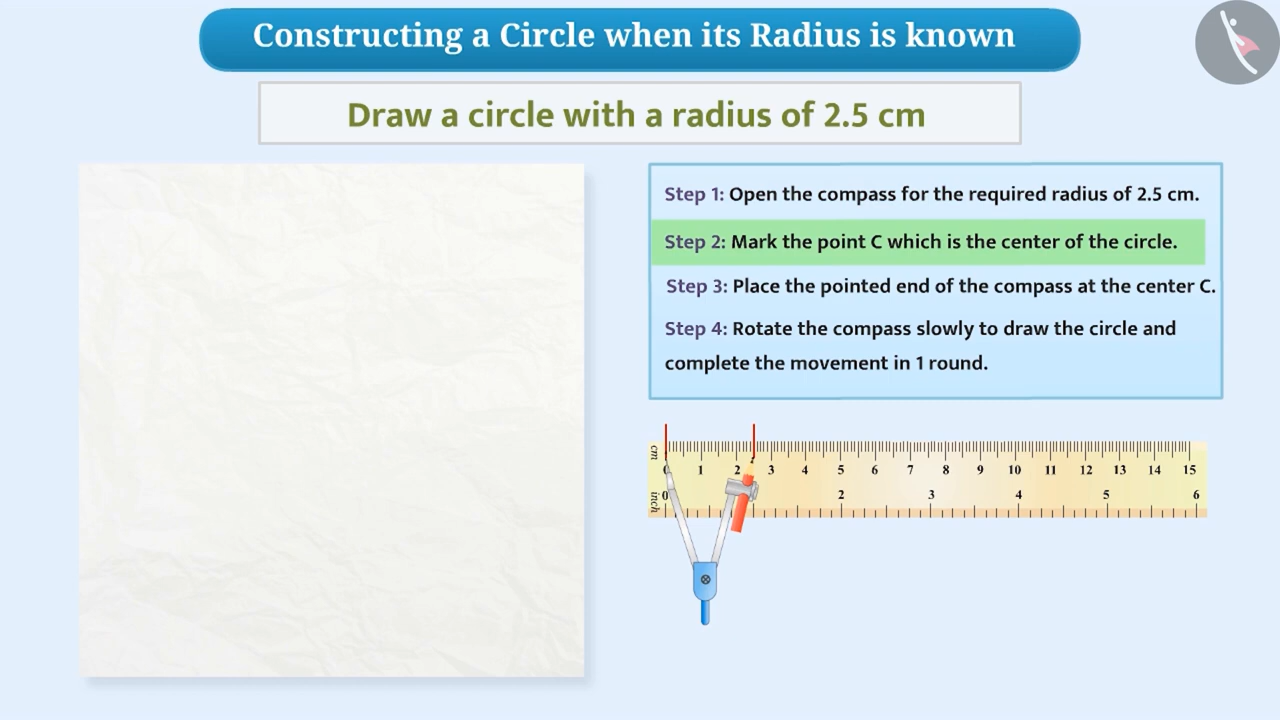 Constructing a Circle when its Radius is known
Draw a circle with a radius of 2.5 cm
Step 1: Open the compass for the required radius of 2.5 cm.
Step 2: Mark the point C which is the center of the circle.
Step 3: Place the pointed end of the compass at the center C.
Step 4: Rotate the compass slowly to draw the circle and
complete the movement in 1 round.
cm 0 1 2 3 4 5 6 7 8 9 10 11 12 13 14 15
inch 0 2 3 4 5 6